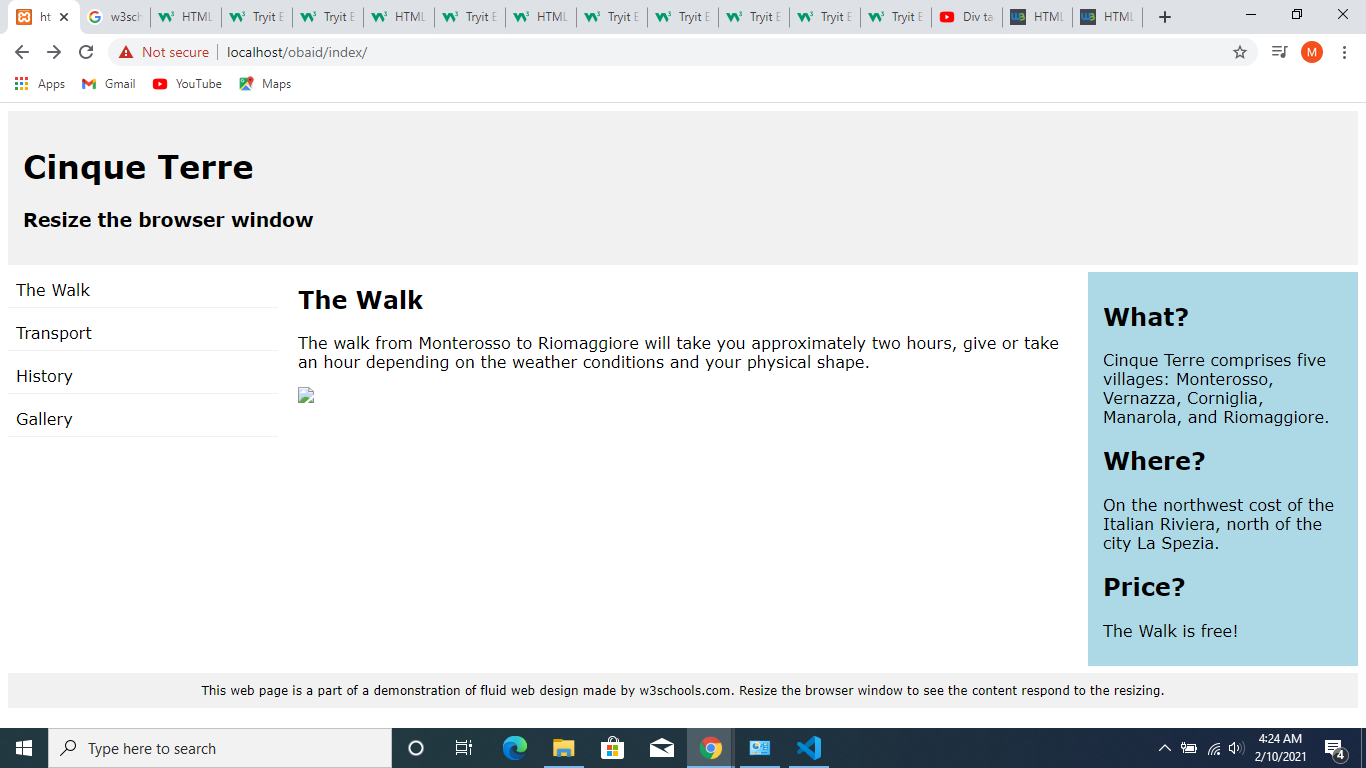 ht
w3sch
HTML
Tryit E
Tryit E
HTML
Tryit E
HTML
Tryit E
Tryit E
Tryit E
Tryit E
Tryit E
Div ta
HTML
HTML
Not secure
localhost/obaid/index/
M
Apps
Gmail
YouTube
Maps
Cinque Terre
Resize the browser window
The Walk
Transport
History
Gallery
The Walk
The walk from Monterosso to Riomaggiore will take you approximately two hours, give or take
an hour depending on the weather conditions and your physical shape.
What?
Cinque Terre comprises five
villages: Monterosso,
Vernazza, Corniglia,
Manarola, and Riomaggiore.
Where?
On the northwest cost of the
Italian Riviera, north of the
city La Spezia.
Price?
The Walk is free!
This web page is a part of a demonstration of fluid web design made by w3schools.com. Resize the browser window to see the content respond to the resizing.
Type here to search
4:24 AM
2/10/2021
4